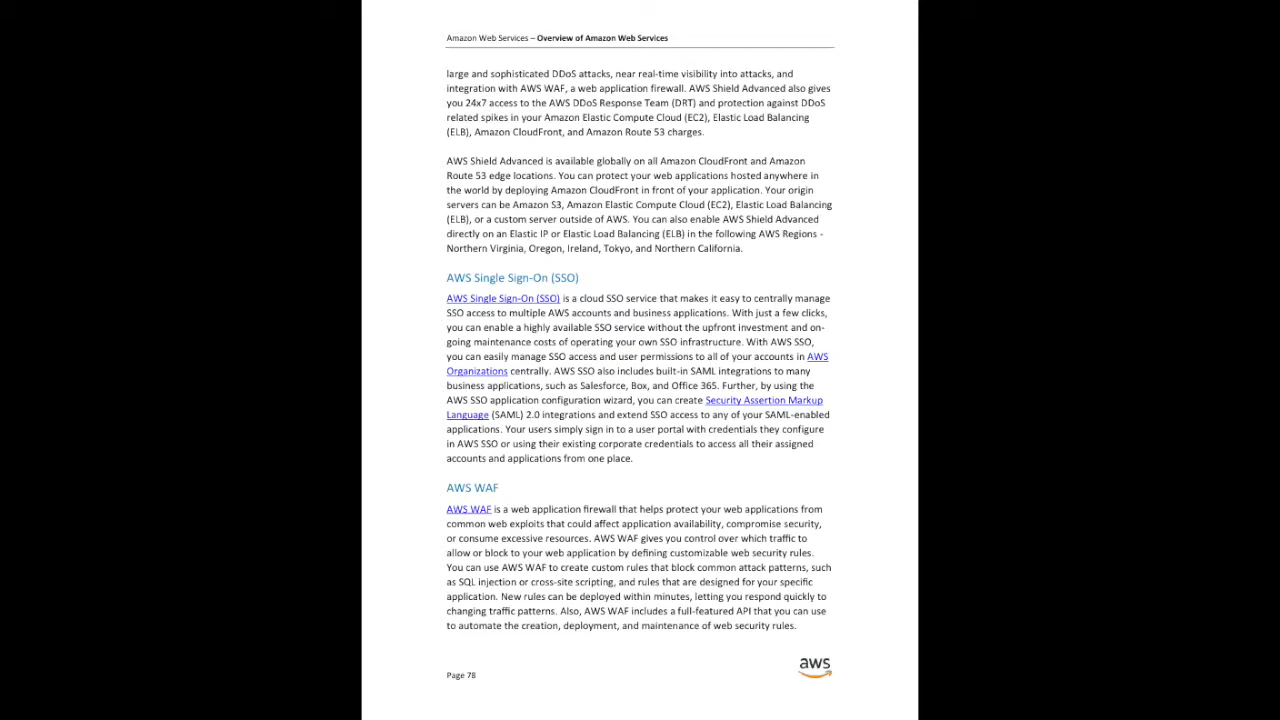 Amazon Web Services – Overview of Amazon Web Services
large and sophisticated DDoS attacks, near real-time visibility into attacks, and
integration with AWS WAF, a web application firewall. AWS Shield Advanced also gives
you 24x7 access to the AWS DDoS Response Team (DRT) and protection against DDoS
related spikes in your Amazon Elastic Compute Cloud (EC2), Elastic Load Balancing
(ELB), Amazon CloudFront, and Amazon Route 53 charges.
AWS Shield Advanced is available globally on all Amazon CloudFront and Amazon
Route 53 edge locations. You can protect your web applications hosted anywhere in
the world by deploying Amazon CloudFront in front of your application. Your origin
servers can be Amazon S3, Amazon Elastic Compute Cloud (EC2), Elastic Load Balancing
(ELB), or a custom server outside of AWS. You can also enable AWS Shield Advanced
directly on an Elastic IP or Elastic Load Balancing (ELB) in the following AWS Regions -
Northern Virginia, Oregon, Ireland, Tokyo, and Northern California.
AWS Single Sign-On (SSO)
AWS Single Sign-On (SSO) is a cloud SSO service that makes it easy to centrally manage
SSO access to multiple AWS accounts and business applications. With just a few clicks,
you can enable a highly available SSO service without the upfront investment and on-
going maintenance costs of operating your own SSO infrastructure. With AWS SSO,
you can easily manage SSO access and user permissions to all of your accounts in AWS
Organizations centrally. AWS SSO also includes built-in SAML integrations to many
business applications, such as Salesforce, Box, and Office 365. Further, by using the
AWS SSO application configuration wizard, you can create Security Assertion Markup
Language (SAML) 2.0 integrations and extend SSO access to any of your SAML-enabled
applications. Your users simply sign in to a user portal with credentials they configure
in AWS SSO or using their existing corporate credentials to access all their assigned
accounts and applications from one place.
AWS WAF
AWS WAF is a web application firewall that helps protect your web applications from
common web exploits that could affect application availability, compromise security,
or consume excessive resources. AWS WAF gives you control over which traffic to
allow or block to your web application by defining customizable web security rules.
You can use AWS WAF to create custom rules that block common attack patterns, such
as SQL injection or cross-site scripting, and rules that are designed for your specific
application. New rules can be deployed within minutes, letting you respond quickly to
changing traffic patterns. Also, AWS WAF includes a full-featured API that you can use
to automate the creation, deployment, and maintenance of web security rules.
Page 78
aws